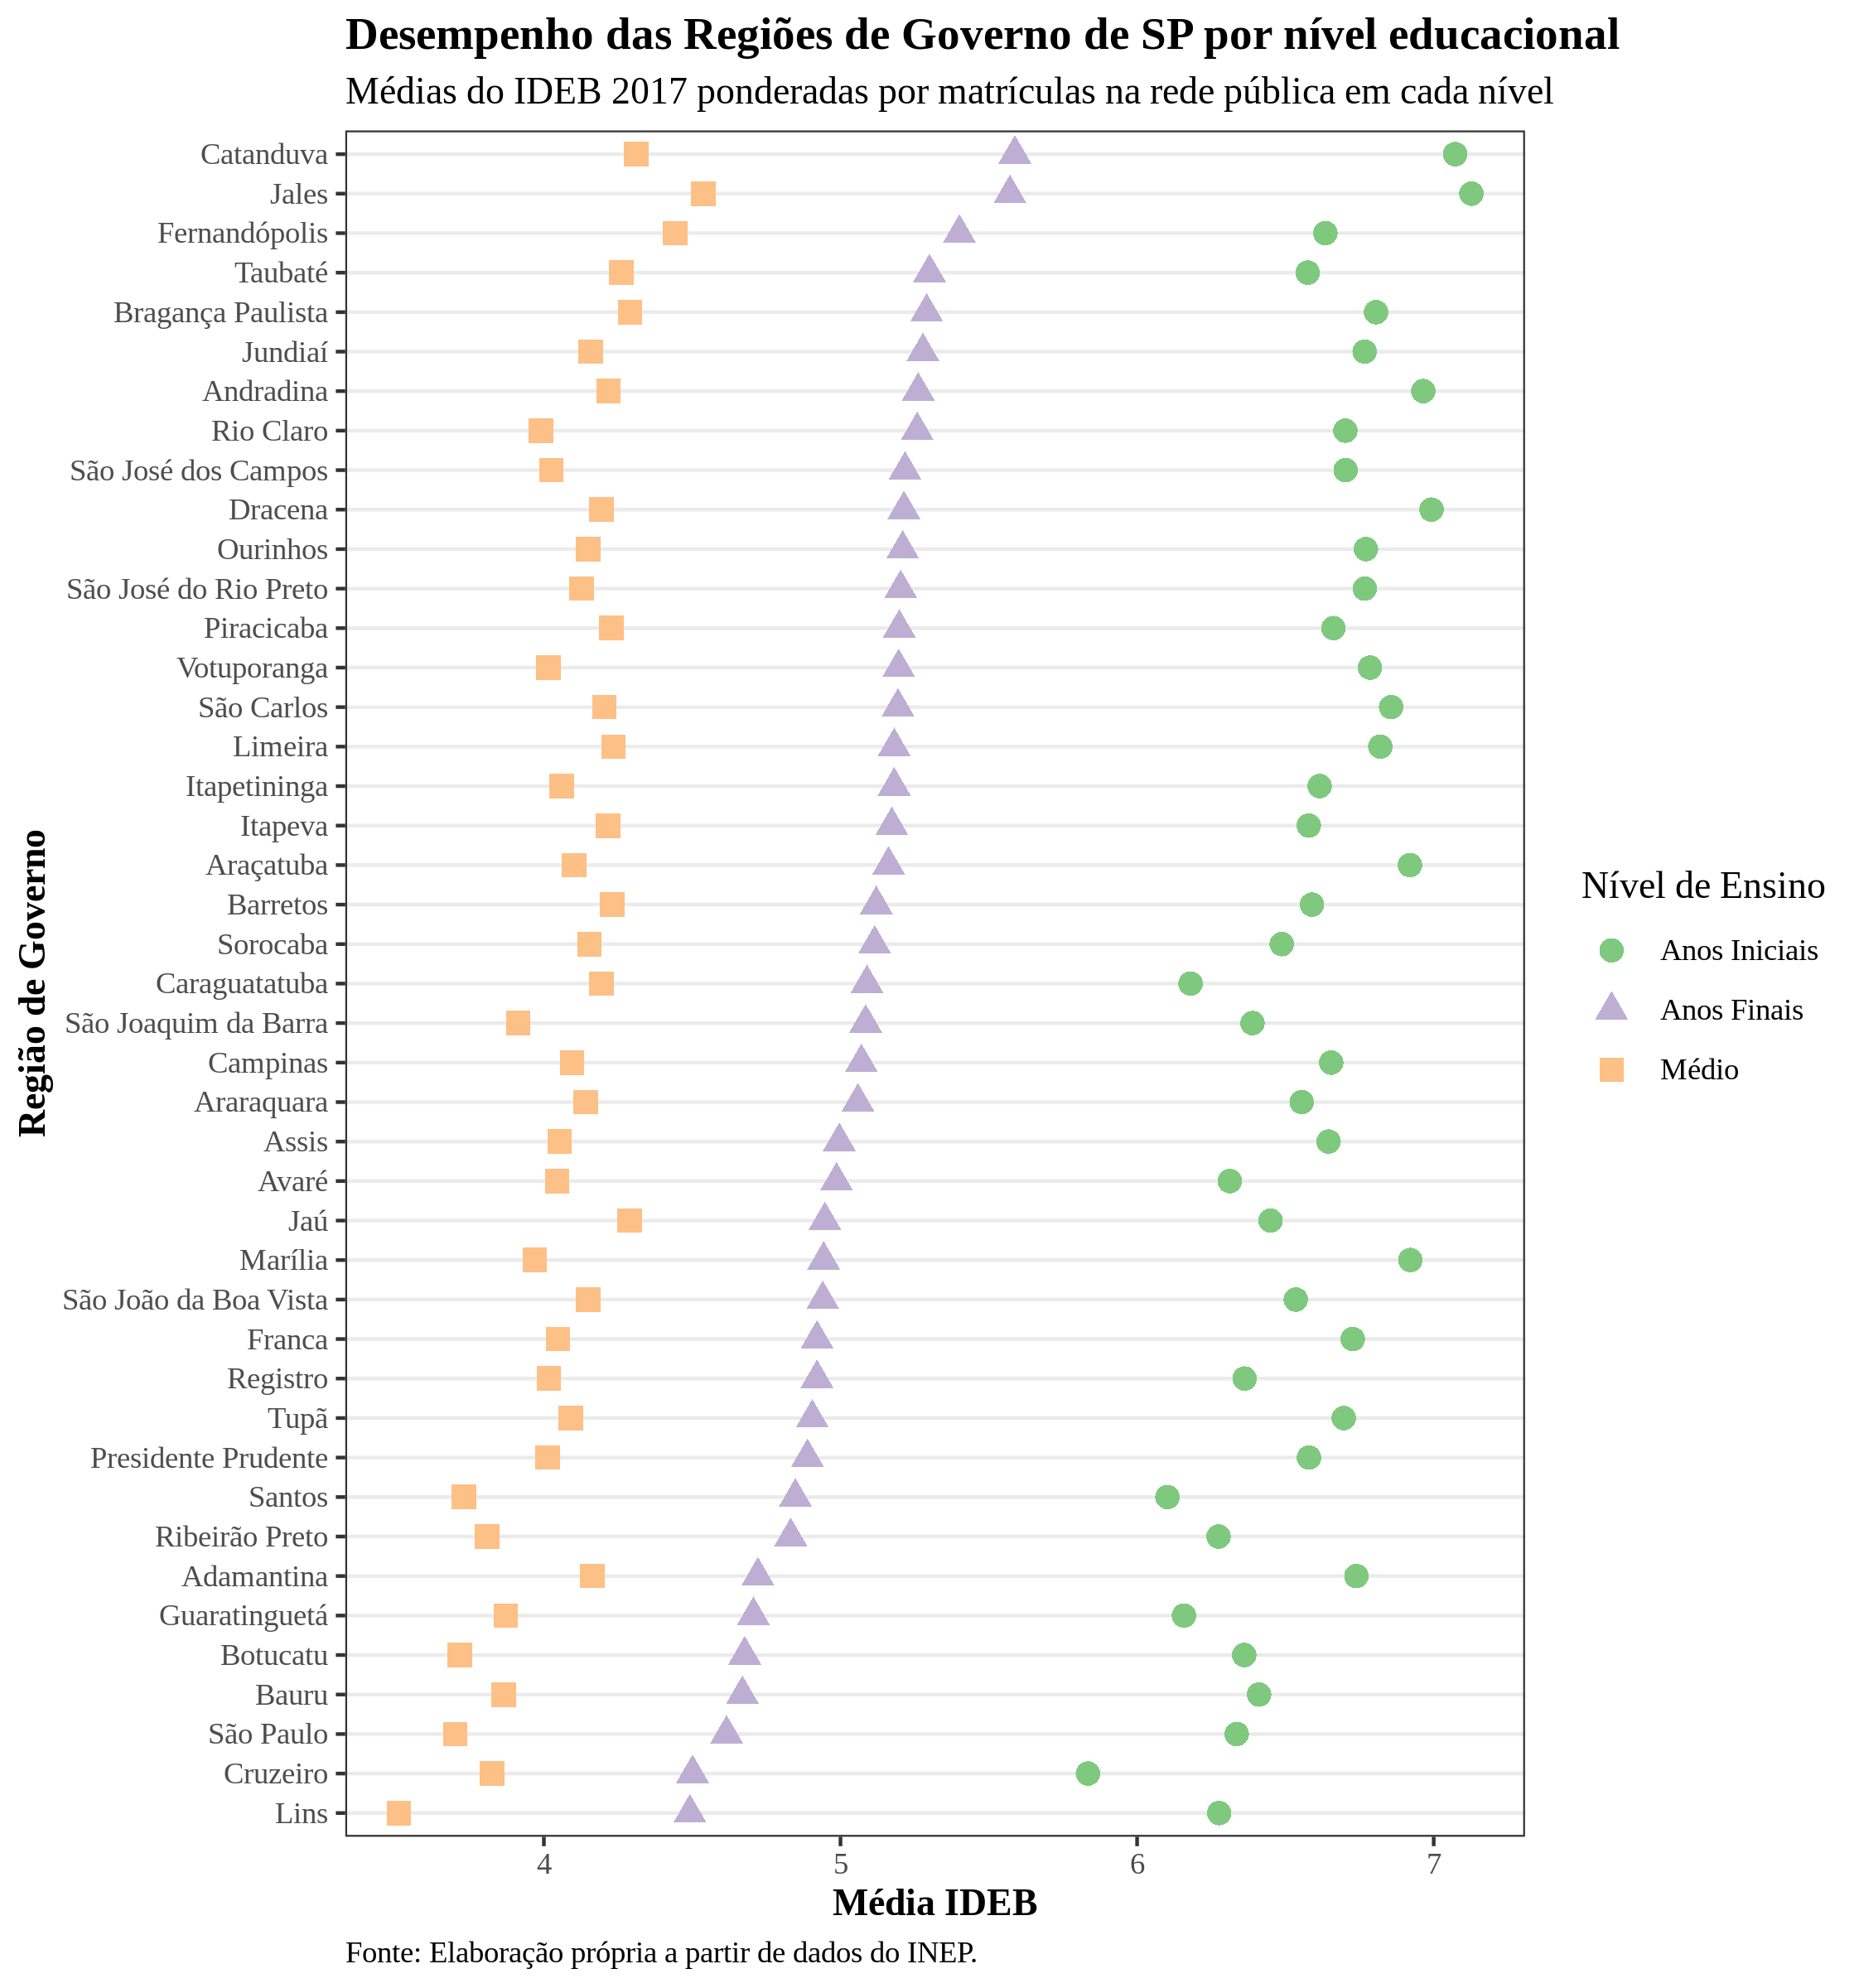 Desempenho das Regiões de Governo de SP por nível educacional
Médias do IDEB 2017 ponderadas por matrículas na rede pública em cada nível
Região de Governo
Catanduva
Jales
Fernandópolis
Taubaté
Bragança Paulista
Jundiaí
Andradina
Rio Claro
São José dos Campos
Dracena
Ourinhos
São José do Rio Preto
Piracicaba
Votuporanga
São Carlos
Limeira
Itapetininga
Itapeva
Araçatuba
Barretos
Sorocaba
Caraguatatuba
São Joaquim da Barra
Campinas
Araraquara
Assis
Avaré
Jaú
Marília
São João da Boa Vista
Franca
Registro
Tupã
Presidente Prudente
Santos
Ribeirão Preto
Adamantina
Guaratinguetá
Botucatu
Bauru
São Paulo
Cruzeiro
Lins
4 5 6 7
Média IDEB
Nível de Ensino
Anos Iniciais
Anos Finais
Médio
Fonte: Elaboração própria a partir de dados do INEP.